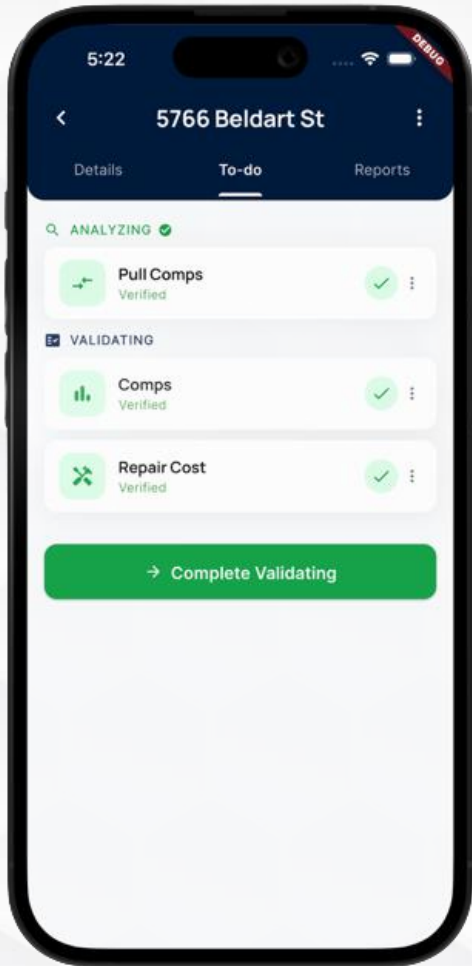 5:22
DEBUG
5766 Beldart St
Details To-do Reports
ANALYZING
Pull Comps
Verified
VALIDATING
Comps
Verified
Repair Cost
Verified
→ Complete Validating